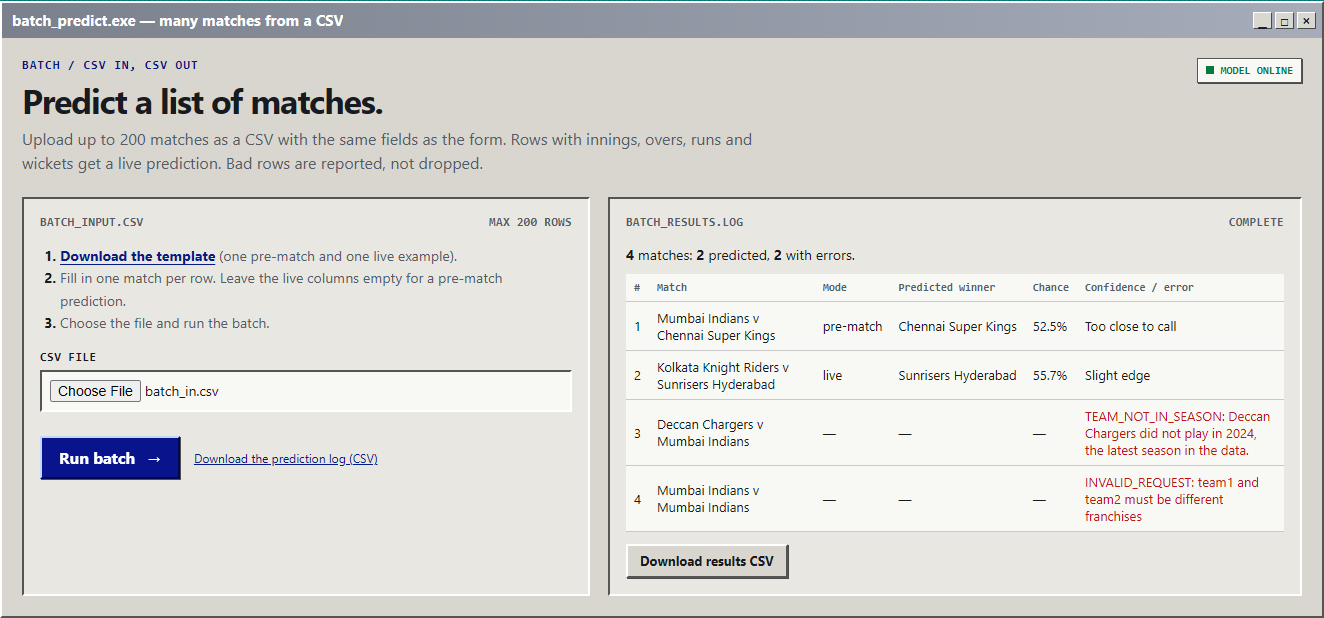 batch_predict.exe — many matches from a CSV
BATCH / CSV IN, CSV OUT
MODEL ONLINE
Predict a list of matches.
Upload up to 200 matches as a CSV with the same fields as the form. Rows with innings, overs, runs and
wickets get a live prediction. Bad rows are reported, not dropped.
BATCH_INPUT.CSV MAX 200 ROWS
1. Download the template (one pre-match and one live example).
2. Fill in one match per row. Leave the live columns empty for a pre-match
prediction.
3. Choose the file and run the batch.
CSV FILE
Choose File batch_in.csv
Run batch → Download the prediction log (CSV)
BATCH_RESULTS.LOG COMPLETE
4 matches: 2 predicted, 2 with errors.
# Match Mode Predicted winner Chance Confidence / error
1 Mumbai Indians v
Chennai Super Kings pre-match Chennai Super Kings 52.5% Too close to call
2 Kolkata Knight Riders v
Sunrisers Hyderabad live Sunrisers Hyderabad 55.7% Slight edge
3 Deccan Chargers v
Mumbai Indians — — — TEAM_NOT_IN_SEASON: Deccan
Chargers did not play in 2024,
the latest season in the data.
4 Mumbai Indians v
Mumbai Indians — — — INVALID_REQUEST: team1 and
team2 must be different
franchises
Download results CSV